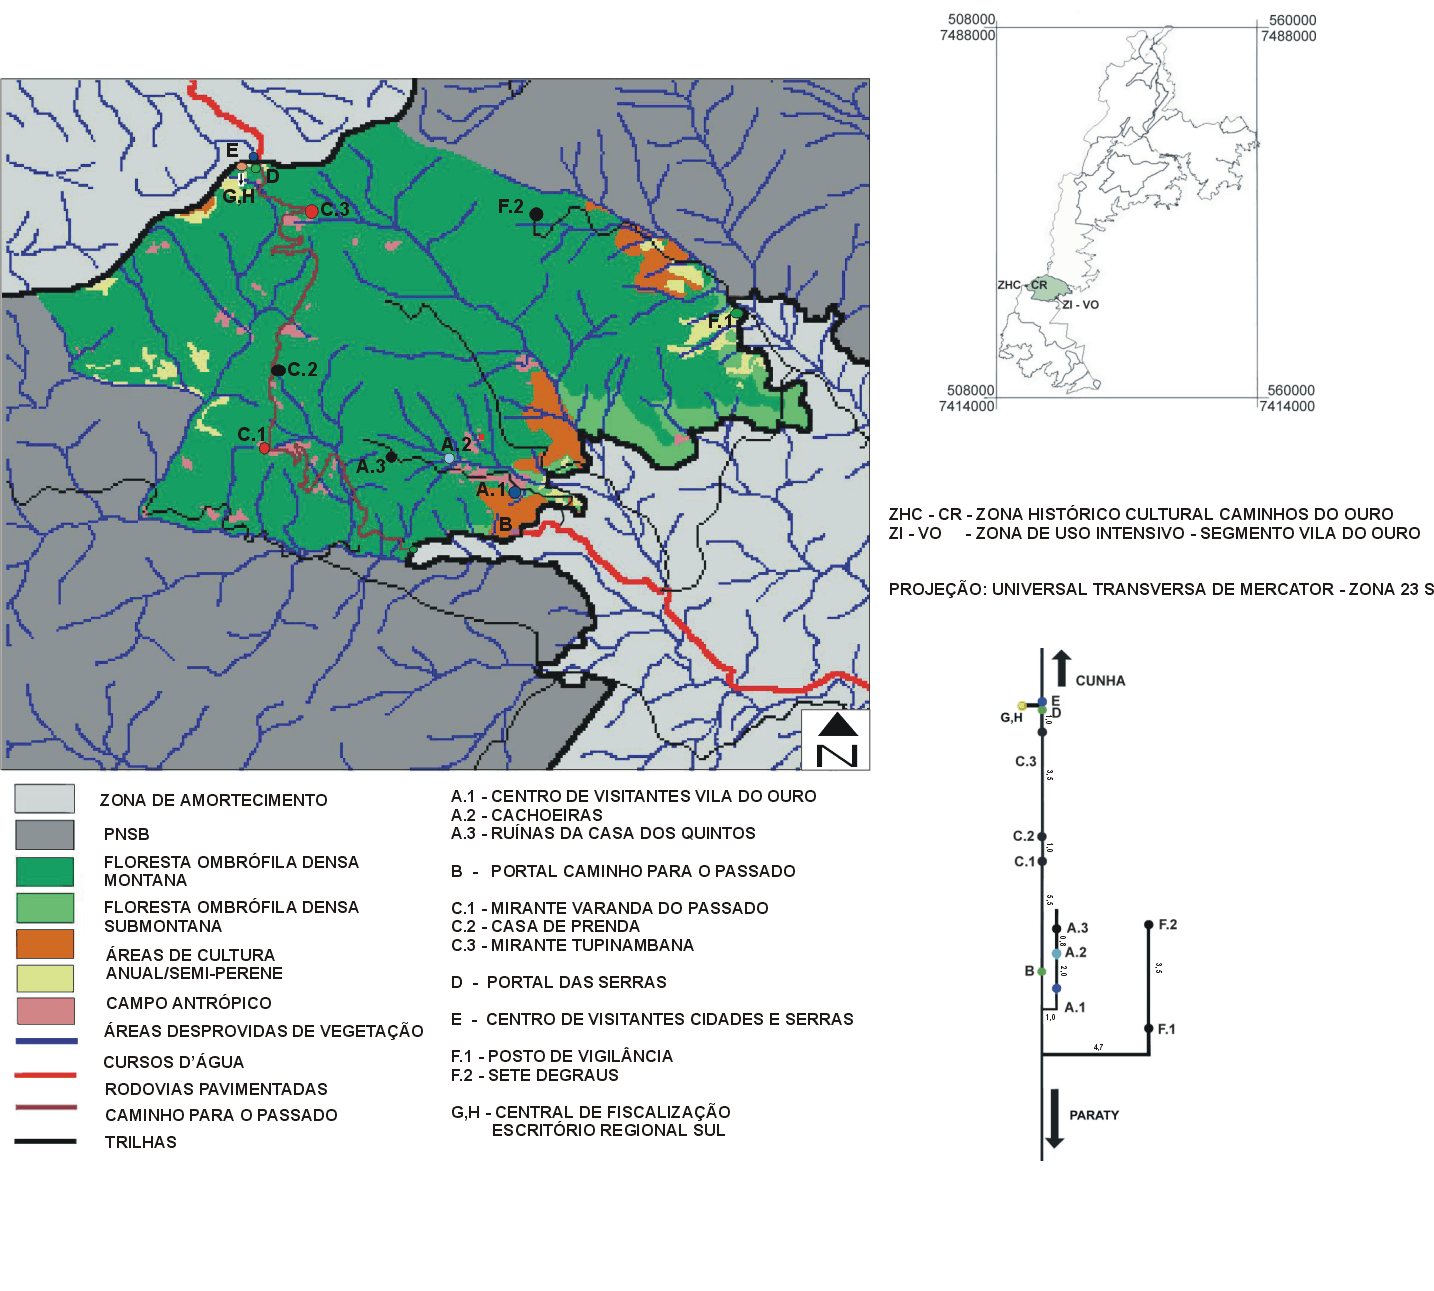 508000
7488000
560000
7488000
ZHC - CR
ZI - VO
508000
7414000
560000
7414000
E
D
G,H
C.3
F.2
F.1
C.2
C.1
A.2
A.3
A.1
B
N
ZHC - CR - ZONA HISTÓRICO CULTURAL CAMINHOS DO OURO
ZI - VO - ZONA DE USO INTENSIVO - SEGMENTO VILA DO OURO
PROJEÇÃO: UNIVERSAL TRANSVERSA DE MERCATOR - ZONA 23 S
CUNHA
E
D
G,H
1,0
C.3
3,5
C.2
1,0
C.1
5,5
A.3
0,8
A.2
B
2,0
A.1
1,0
F.2
3,5
F.1
4,7
PARATY
ZONA DE AMORTECIMENTO
PNSB
FLORESTA OMBRÓFILA DENSA
MONTANA
FLORESTA OMBRÓFILA DENSA
SUBMONTANA
ÁREAS DE CULTURA
ANUAL/SEMI-PERENE
CAMPO ANTRÓPICO
ÁREAS DESPROVIDAS DE VEGETAÇÃO
CURSOS D'ÁGUA
RODOVIAS PAVIMENTADAS
CAMINHO PARA O PASSADO
TRILHAS
A.1 - CENTRO DE VISITANTES VILA DO OURO
A.2 - CACHOEIRAS
A.3 - RUÍNAS DA CASA DOS QUINTOS
B - PORTAL CAMINHO PARA O PASSADO
C.1 - MIRANTE VARANDA DO PASSADO
C.2 - CASA DE PRENDA
C.3 - MIRANTE TUPINAMBANA
D - PORTAL DAS SERRAS
E - CENTRO DE VISITANTES CIDADES E SERRAS
F.1 - POSTO DE VIGILÂNCIA
F.2 - SETE DEGRAUS
G,H - CENTRAL DE FISCALIZAÇÃO
ESCRITÓRIO REGIONAL SUL